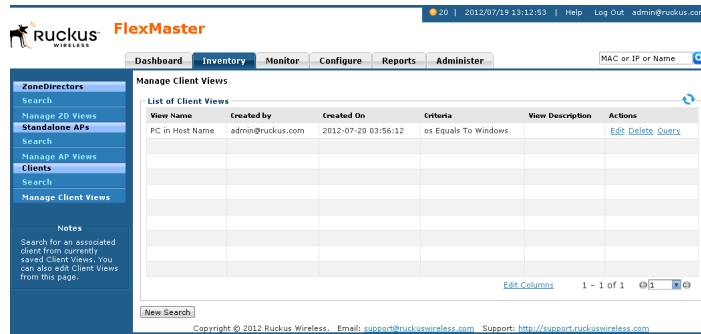 20 | 2012/07/19 13:12:53 | Help Log Out admin@ruckus.com
Ruckus WIRELESS FlexMaster
Dashboard Inventory Monitor Configure Reports Administer MAC or IP or Name
ZoneDirectors
Search
Manage ZD Views
Standalone APs
Search
Manage AP Views
Clients
Search
Manage Client Views
Notes
Search for an associated
client from currently
saved Client Views. You
can also edit Client Views
from this page.
Manage Client Views
List of Client Views
View Name Created by Created On Criteria View Description Actions
PC in Host Name admin@ruckus.com 2012-07-20 03:56:12 os Equals To Windows Edit Delete Query
Edit Columns 1 - 1 of 1 1
New Search
Copyright © 2012 Ruckus Wireless. Email: support@ruckuswireless.com Support: http://support.ruckuswireless.com